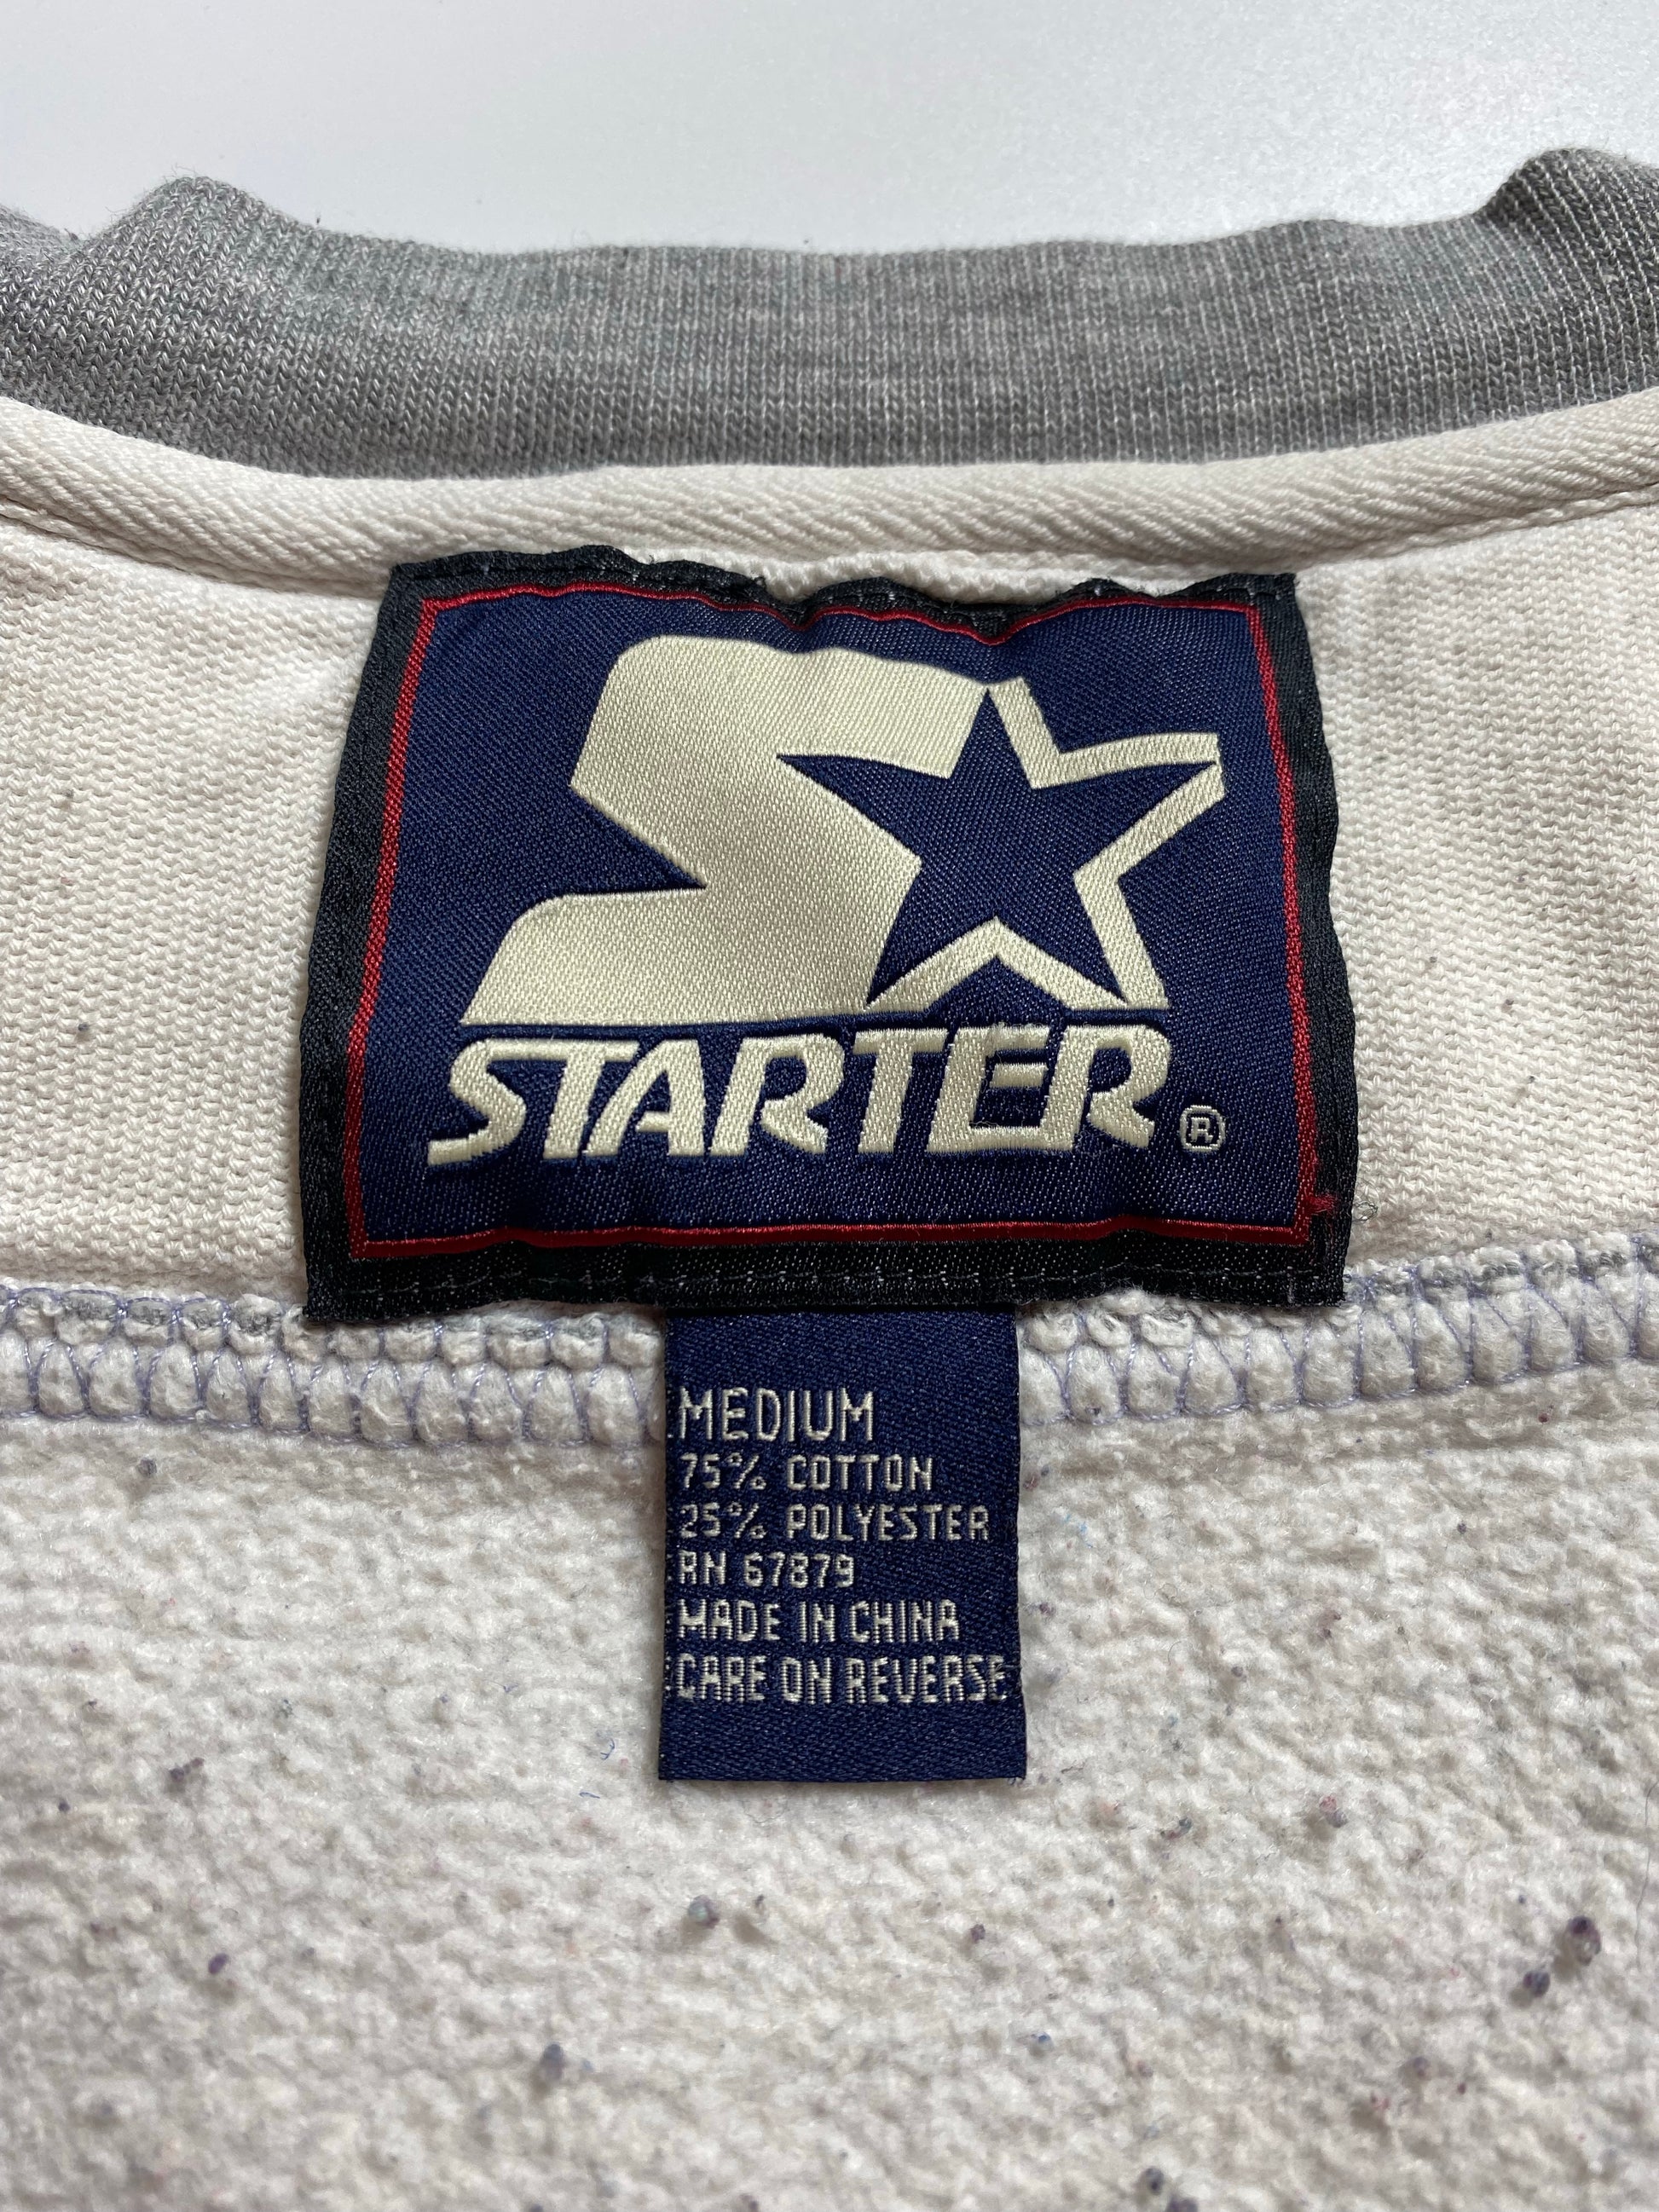 STARTER®
MEDIUM
75% COTTON
25% POLYESTER
RN 67879
MADE IN CHINA
CARE ON REVERSE